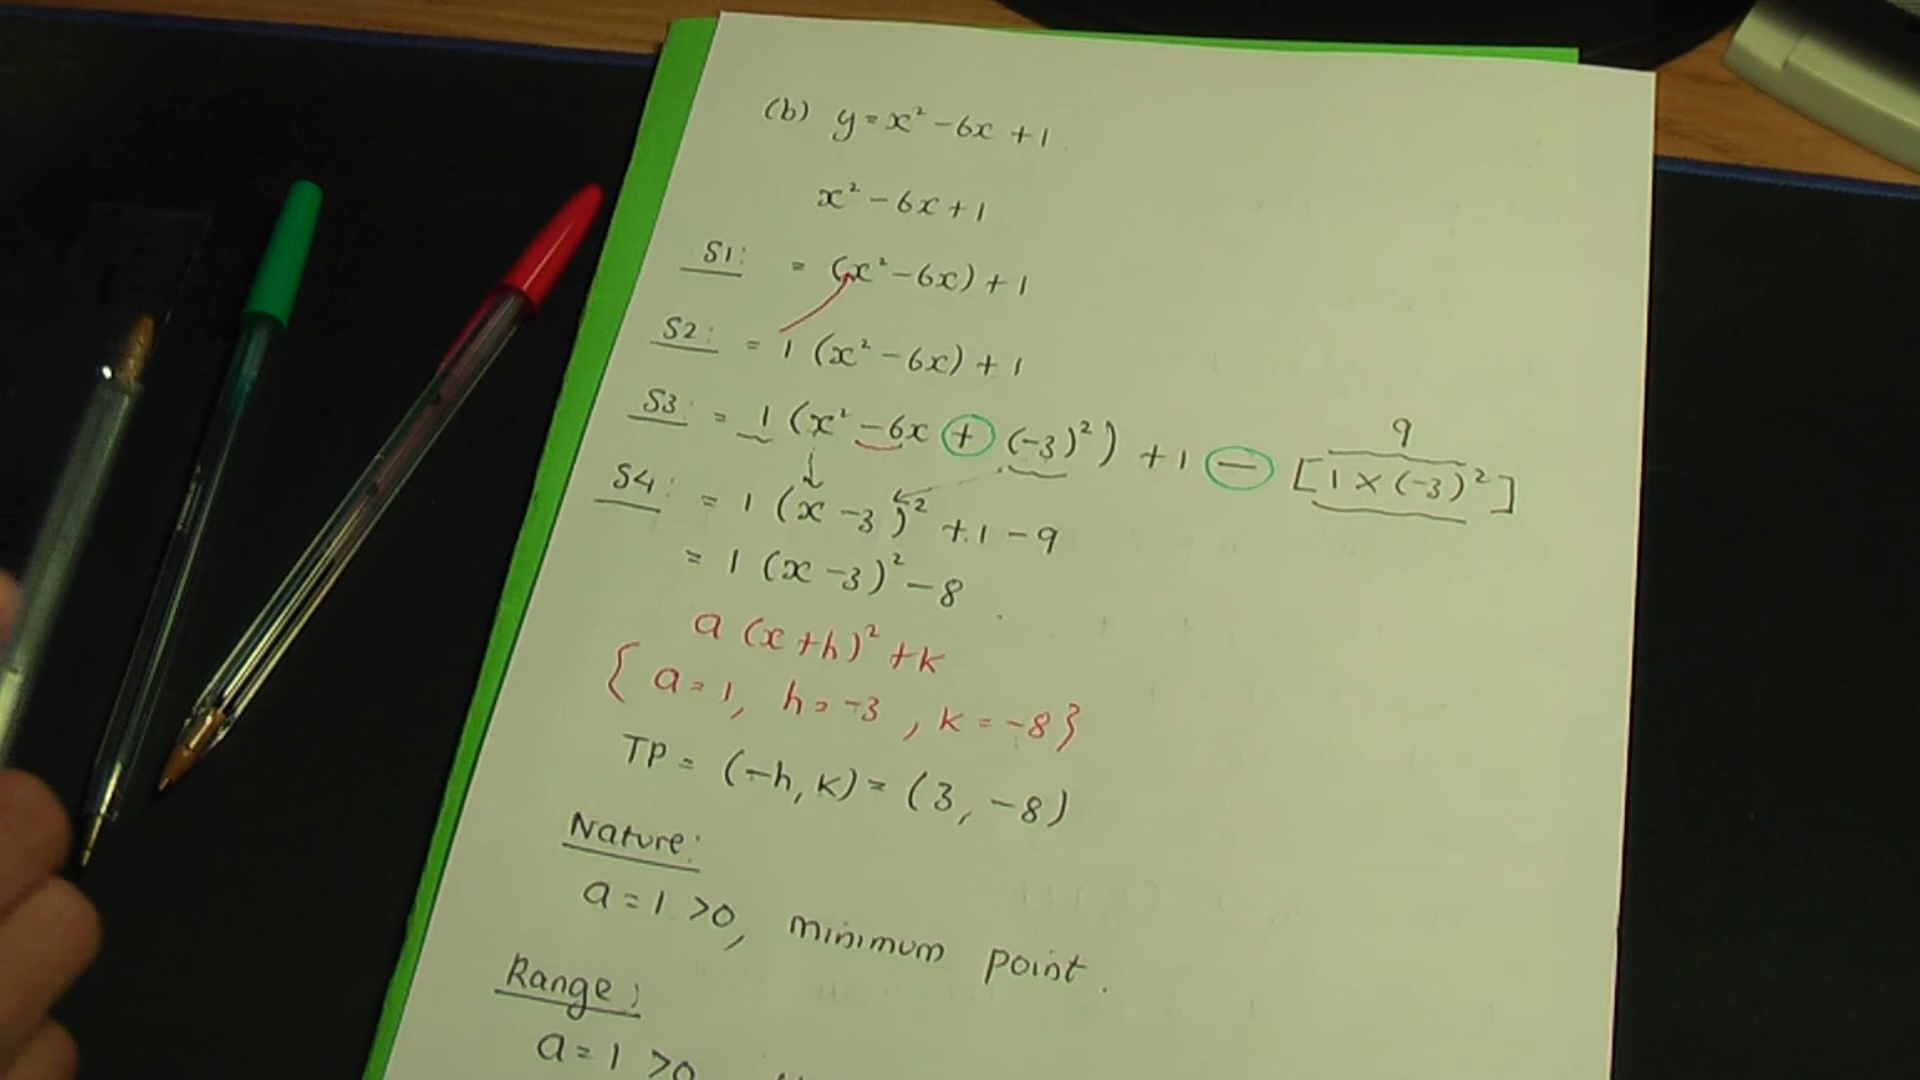 (b) y = x² - 6x + 1
x² - 6x + 1
S1: = (x² - 6x) + 1
S2: = 1 (x² - 6x) + 1
S3: = 1 (x² - 6x + (-3)²) + 1 - [1 × (-3)²]
9
S4: = 1 (x - 3)² + 1 - 9
= 1 (x - 3)² - 8
a (x + h)² + k
{ a = 1, h = -3, k = -8 }
TP = (-h, k) = (3, -8)
Nature:
a = 1 > 0, minimum point.
Range:
a = 1 > 0